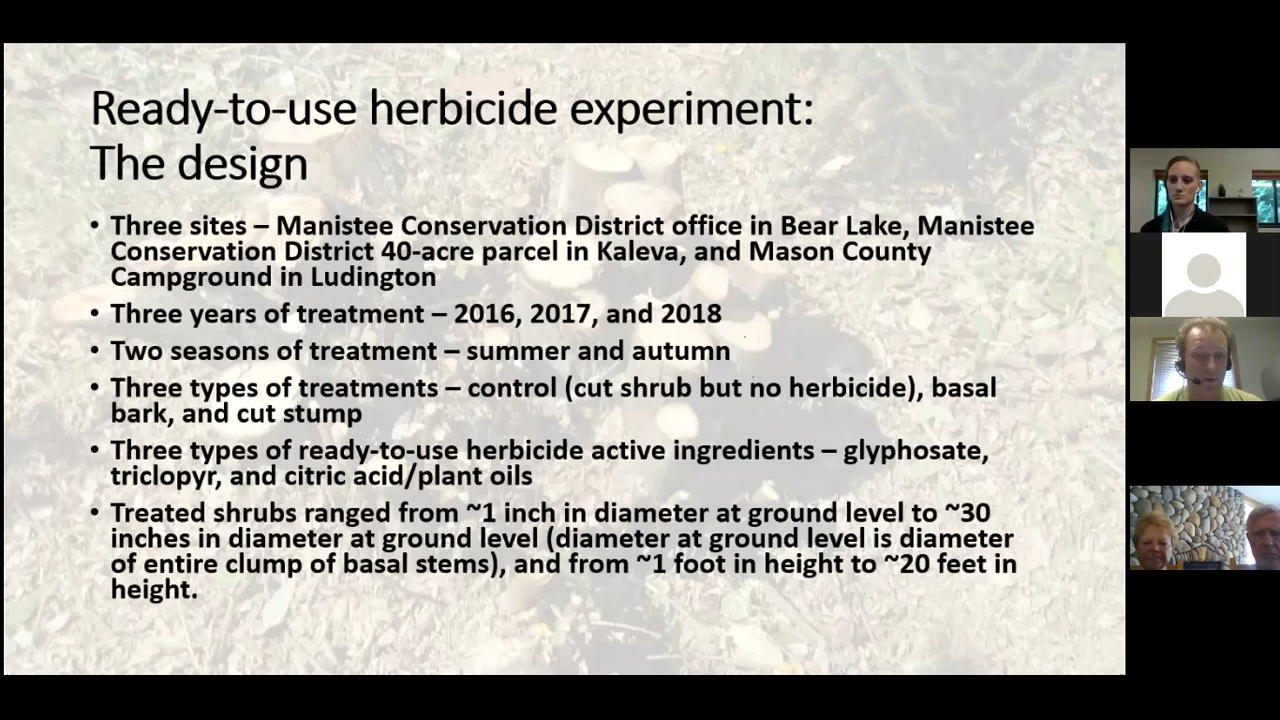 Ready-to-use herbicide experiment:
The design
• Three sites – Manistee Conservation District office in Bear Lake, Manistee
Conservation District 40-acre parcel in Kaleva, and Mason County
Campground in Ludington
• Three years of treatment – 2016, 2017, and 2018
• Two seasons of treatment – summer and autumn
• Three types of treatments – control (cut shrub but no herbicide), basal
bark, and cut stump
• Three types of ready-to-use herbicide active ingredients – glyphosate,
triclopyr, and citric acid/plant oils
• Treated shrubs ranged from ~1 inch in diameter at ground level to ~30
inches in diameter at ground level (diameter at ground level is diameter
of entire clump of basal stems), and from ~1 foot in height to ~20 feet in
height.